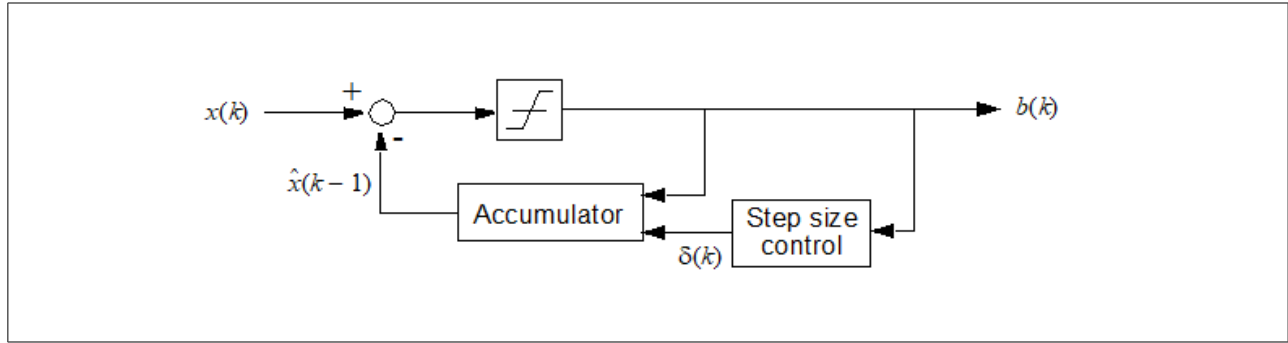 +
x(k)
b(k)
-
x̂(k − 1)
Accumulator
Step size
control
δ(k)